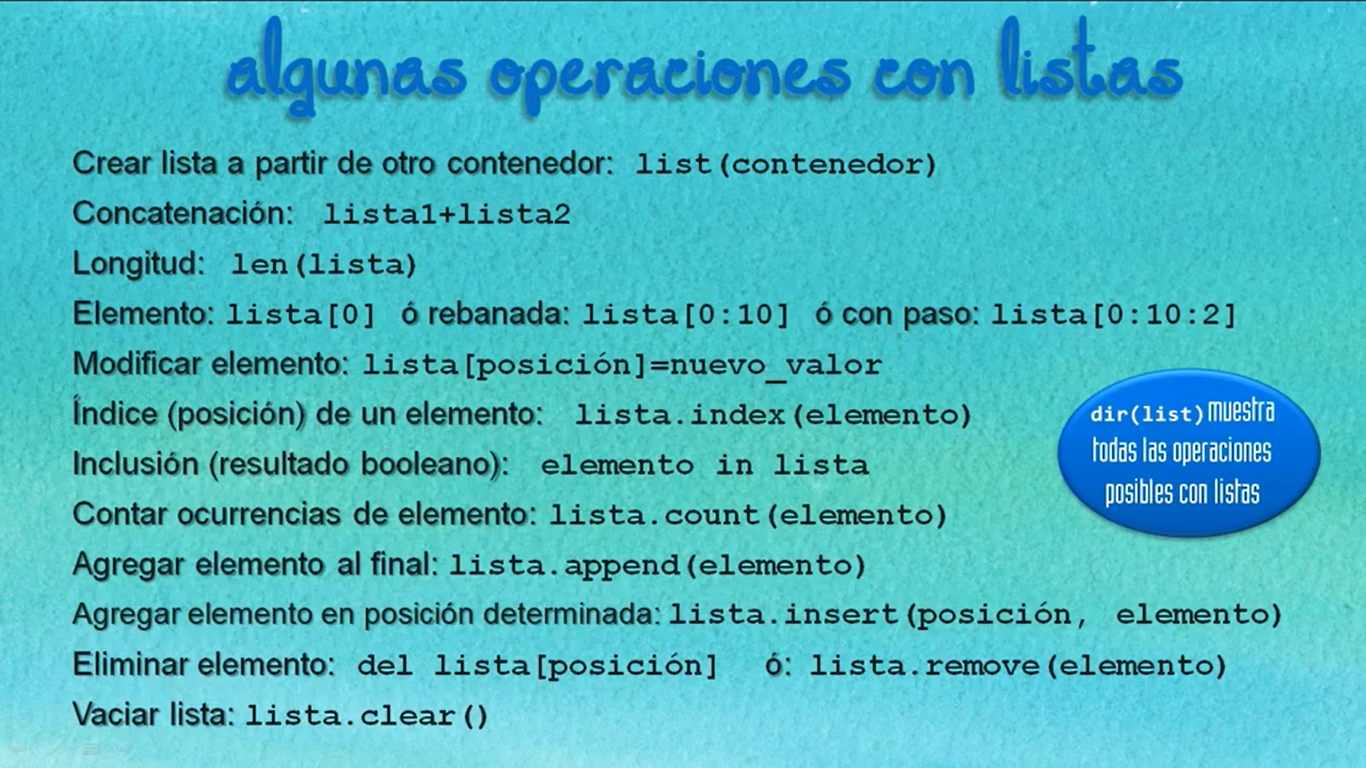 algunas operaciones con listas
Crear lista a partir de otro contenedor: list(contenedor)
Concatenación: lista1+lista2
Longitud: len(lista)
Elemento: lista[0] ó rebanada: lista[0:10] ó con paso: lista[0:10:2]
Modificar elemento: lista[posición]=nuevo_valor
Índice (posición) de un elemento: lista.index(elemento)
Inclusión (resultado booleano): elemento in lista
Contar ocurrencias de elemento: lista.count(elemento)
Agregar elemento al final: lista.append(elemento)
Agregar elemento en posición determinada: lista.insert(posición, elemento)
Eliminar elemento: del lista[posición] ó: lista.remove(elemento)
Vaciar lista: lista.clear()
dir(list) muestra
todas las operaciones
posibles con listas